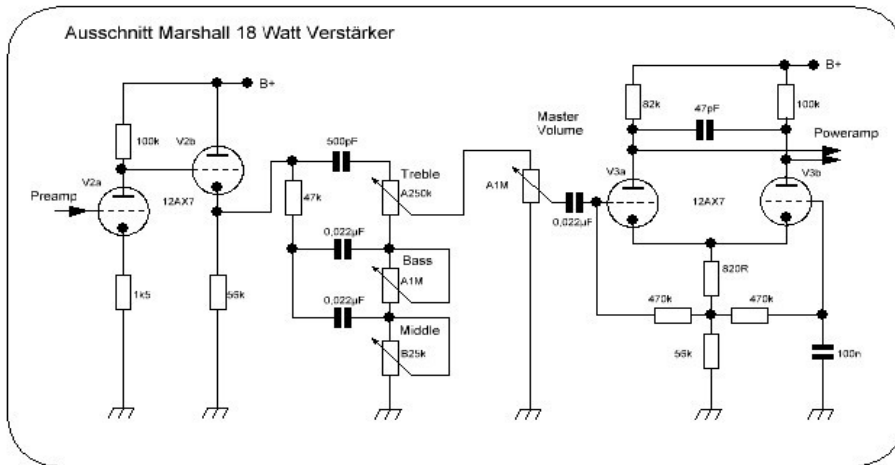 Ausschnitt Marshall 18 Watt Verstärker
B+
100k
V2b
V2a
Preamp
12AX7
1k5
56k
500pF
47k
Treble
A250k
0,022µF
Bass
A1M
0,022µF
Middle
B25k
Master
Volume
A1M
0,022µF
B+
82k
47pF
100k
Poweramp
V3a
V3b
12AX7
820R
470k
470k
56k
100n